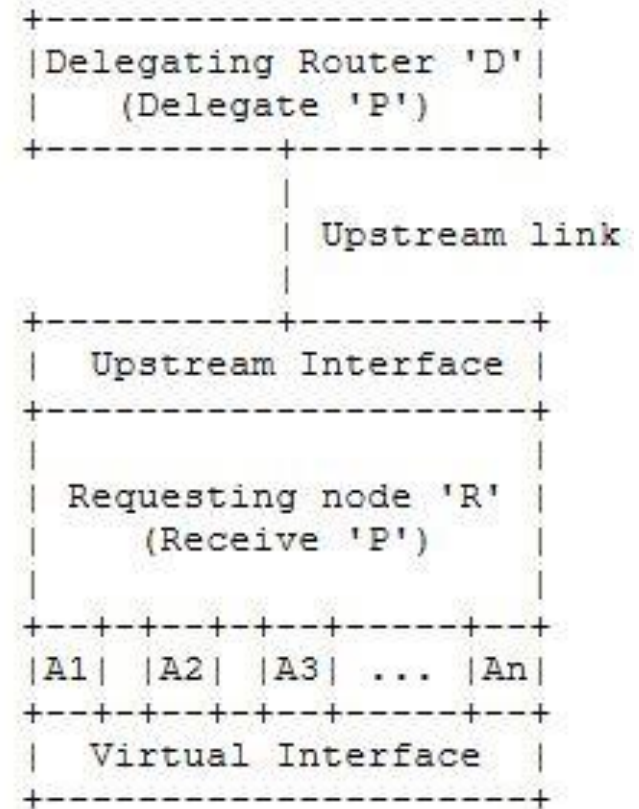 Delegating Router 'D'
(Delegate 'P')
Upstream link
Upstream Interface
Requesting node 'R'
(Receive 'P')
|A1| |A2| |A3| ... |An|
Virtual Interface